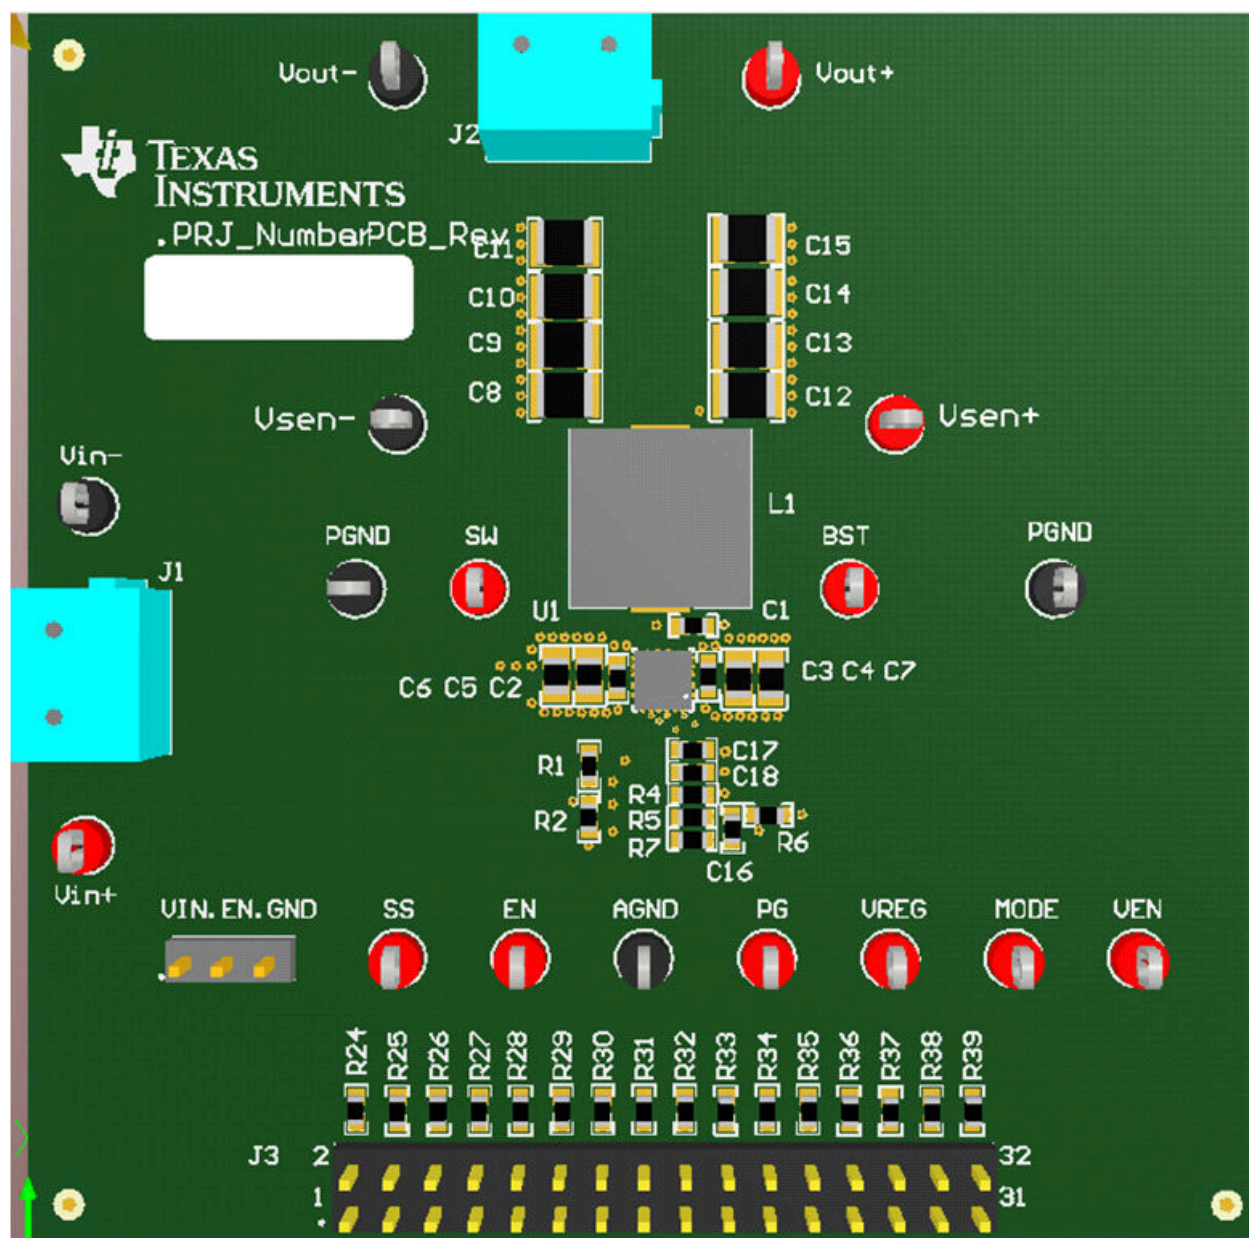 Vout-
Vout+
J2
TEXAS
INSTRUMENTS
.PRJ_NumberPCB_Rev
C11
C15
C10
C14
C9
C13
C8
C12
Vsen-
Vsen+
Vin-
L1
PGND
SW
BST
PGND
J1
U1
C1
C6 C5 C2
C3 C4 C7
R1
C17
C18
R2
R4
R5
R6
R7
C16
Vin+
VIN.EN.GND
SS
EN
AGND
PG
VREG
MODE
VEN
R24
R25
R26
R27
R28
R29
R30
R31
R32
R33
R34
R35
R36
R37
R38
R39
J3
2
32
1
31